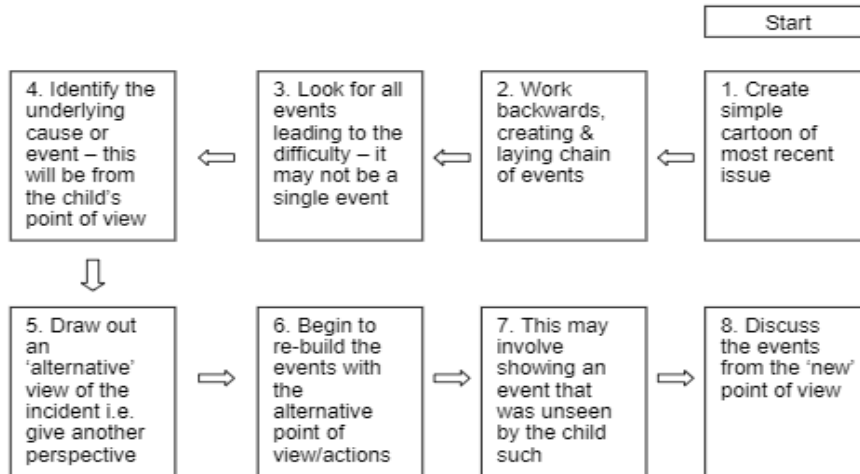 Start
1. Create
simple
cartoon of
most recent
issue
2. Work
backwards,
creating &
laying chain
of events
3. Look for all
events
leading to the
difficulty – it
may not be a
single event
4. Identify the
underlying
cause or
event – this
will be from
the child's
point of view
5. Draw out
an
'alternative'
view of the
incident i.e.
give another
perspective
6. Begin to
re-build the
events with
the
alternative
point of
view/actions
7. This may
involve
showing an
event that
was unseen
by the child
such
8. Discuss
the events
from the 'new'
point of view